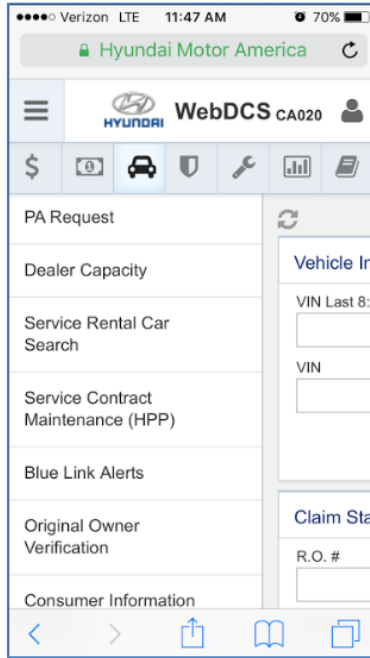 Verizon LTE 11:47 AM 70%
Hyundai Motor America
HYUNDAI WebDCS CA020
PA Request
Dealer Capacity
Service Rental Car
Search
Service Contract
Maintenance (HPP)
Blue Link Alerts
Original Owner
Verification
Consumer Information
Vehicle In
VIN Last 8:
VIN
Claim Sta
R.O. #